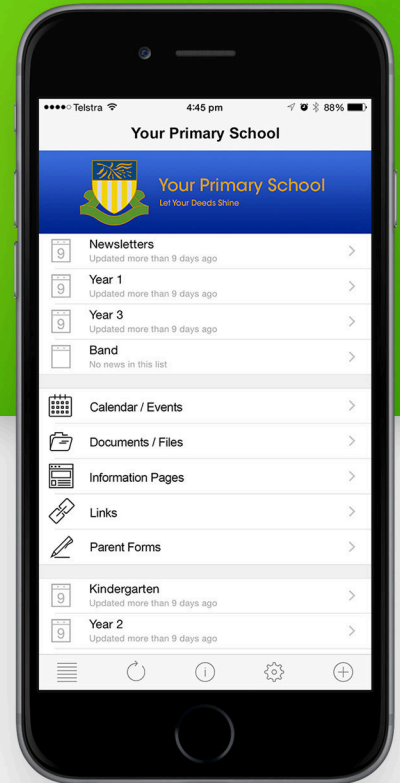 Telstra 4:45 pm 88%
Your Primary School
Your Primary School
Let Your Deeds Shine
9
Newsletters
Updated more than 9 days ago
9
Year 1
Updated more than 9 days ago
9
Year 3
Updated more than 9 days ago
Band
No news in this list
Calendar / Events
Documents / Files
Information Pages
Links
Parent Forms
9
Kindergarten
Updated more than 9 days ago
9
Year 2
Updated more than 9 days ago